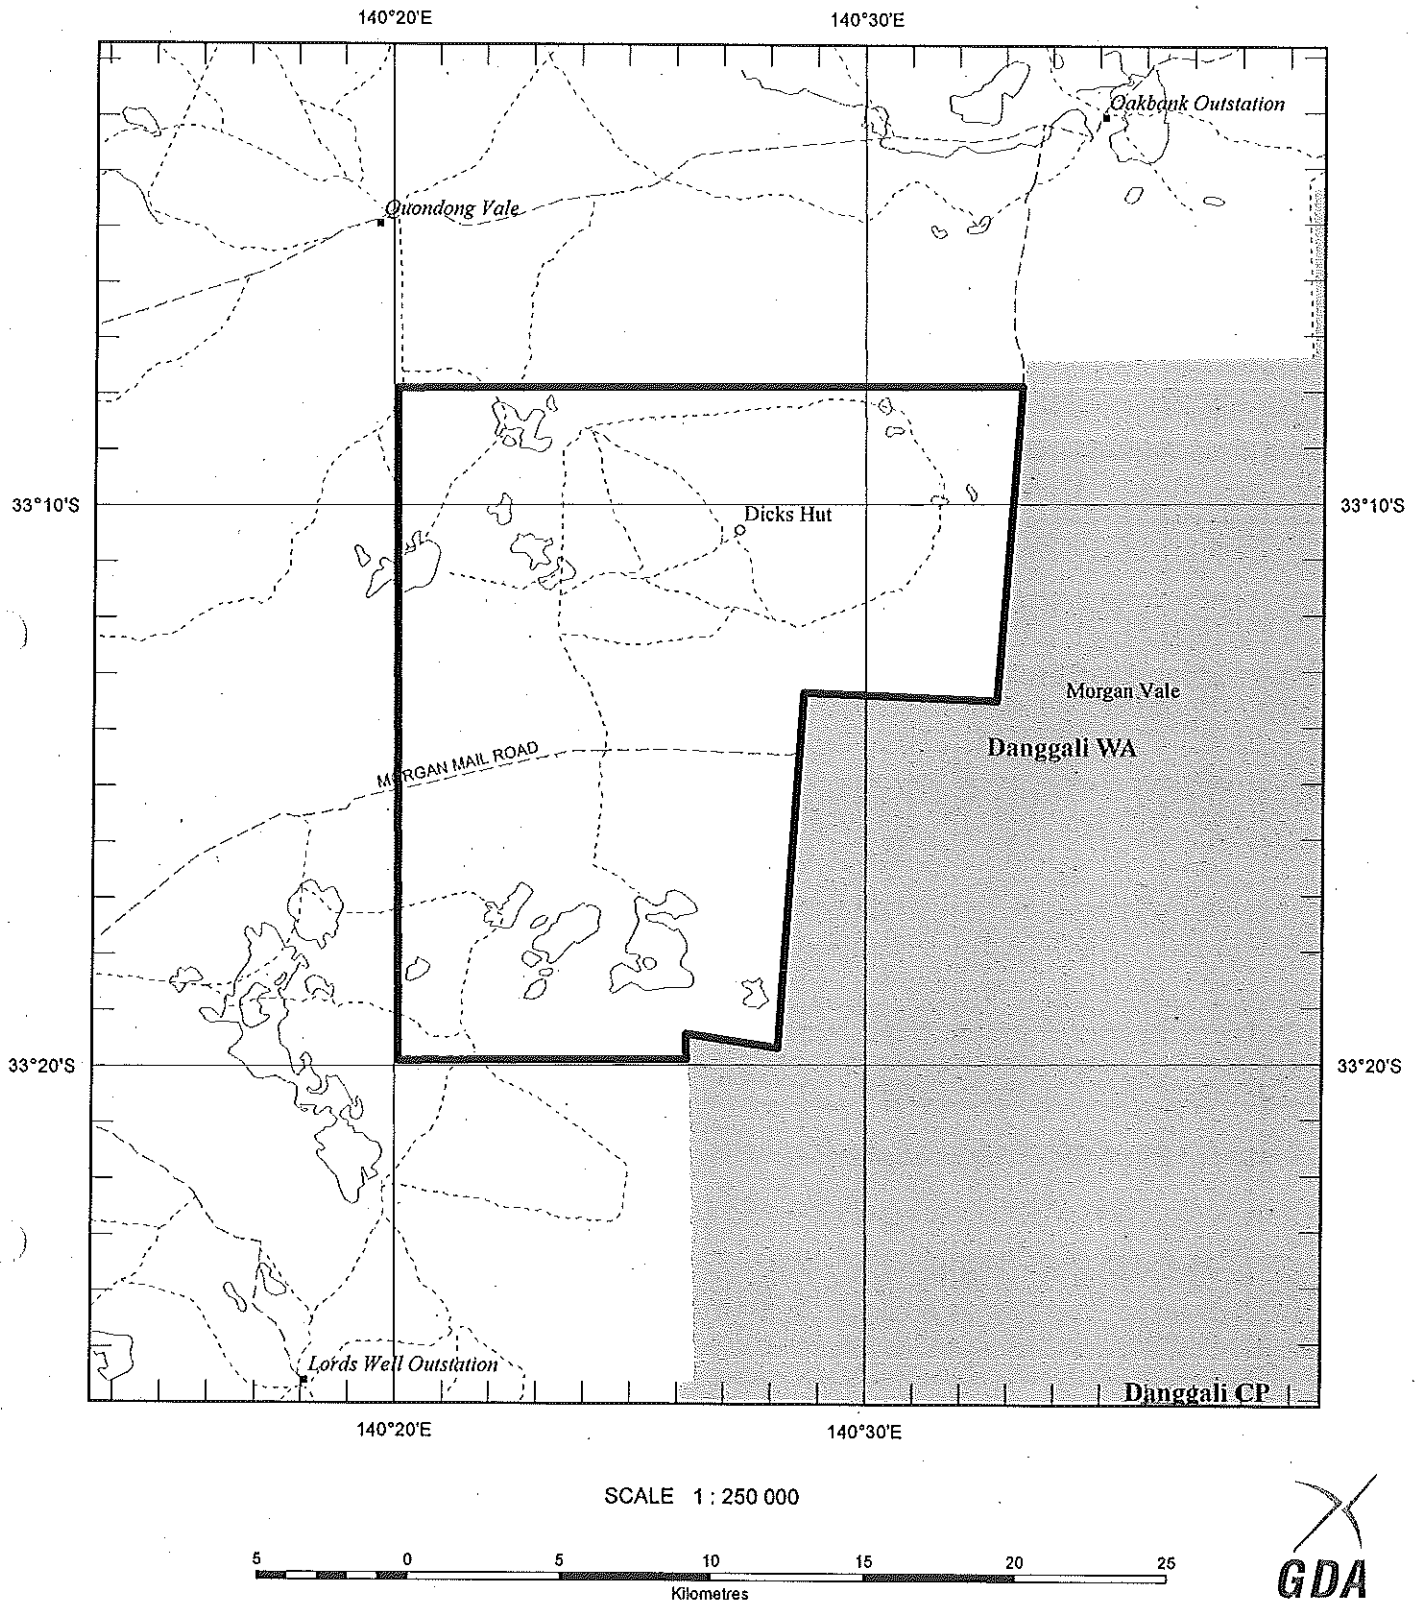 140°20'E 140°30'E
Oakbank Outstation
Quondong Vale
33°10'S 33°10'S
Dicks Hut
Morgan Vale
Danggali WA
MORGAN MAIL ROAD
33°20'S 33°20'S
Lords Well Outstation
Danggali CP
140°20'E 140°30'E
SCALE 1 : 250 000
5 0 5 10 15 20 25
Kilometres
GDA